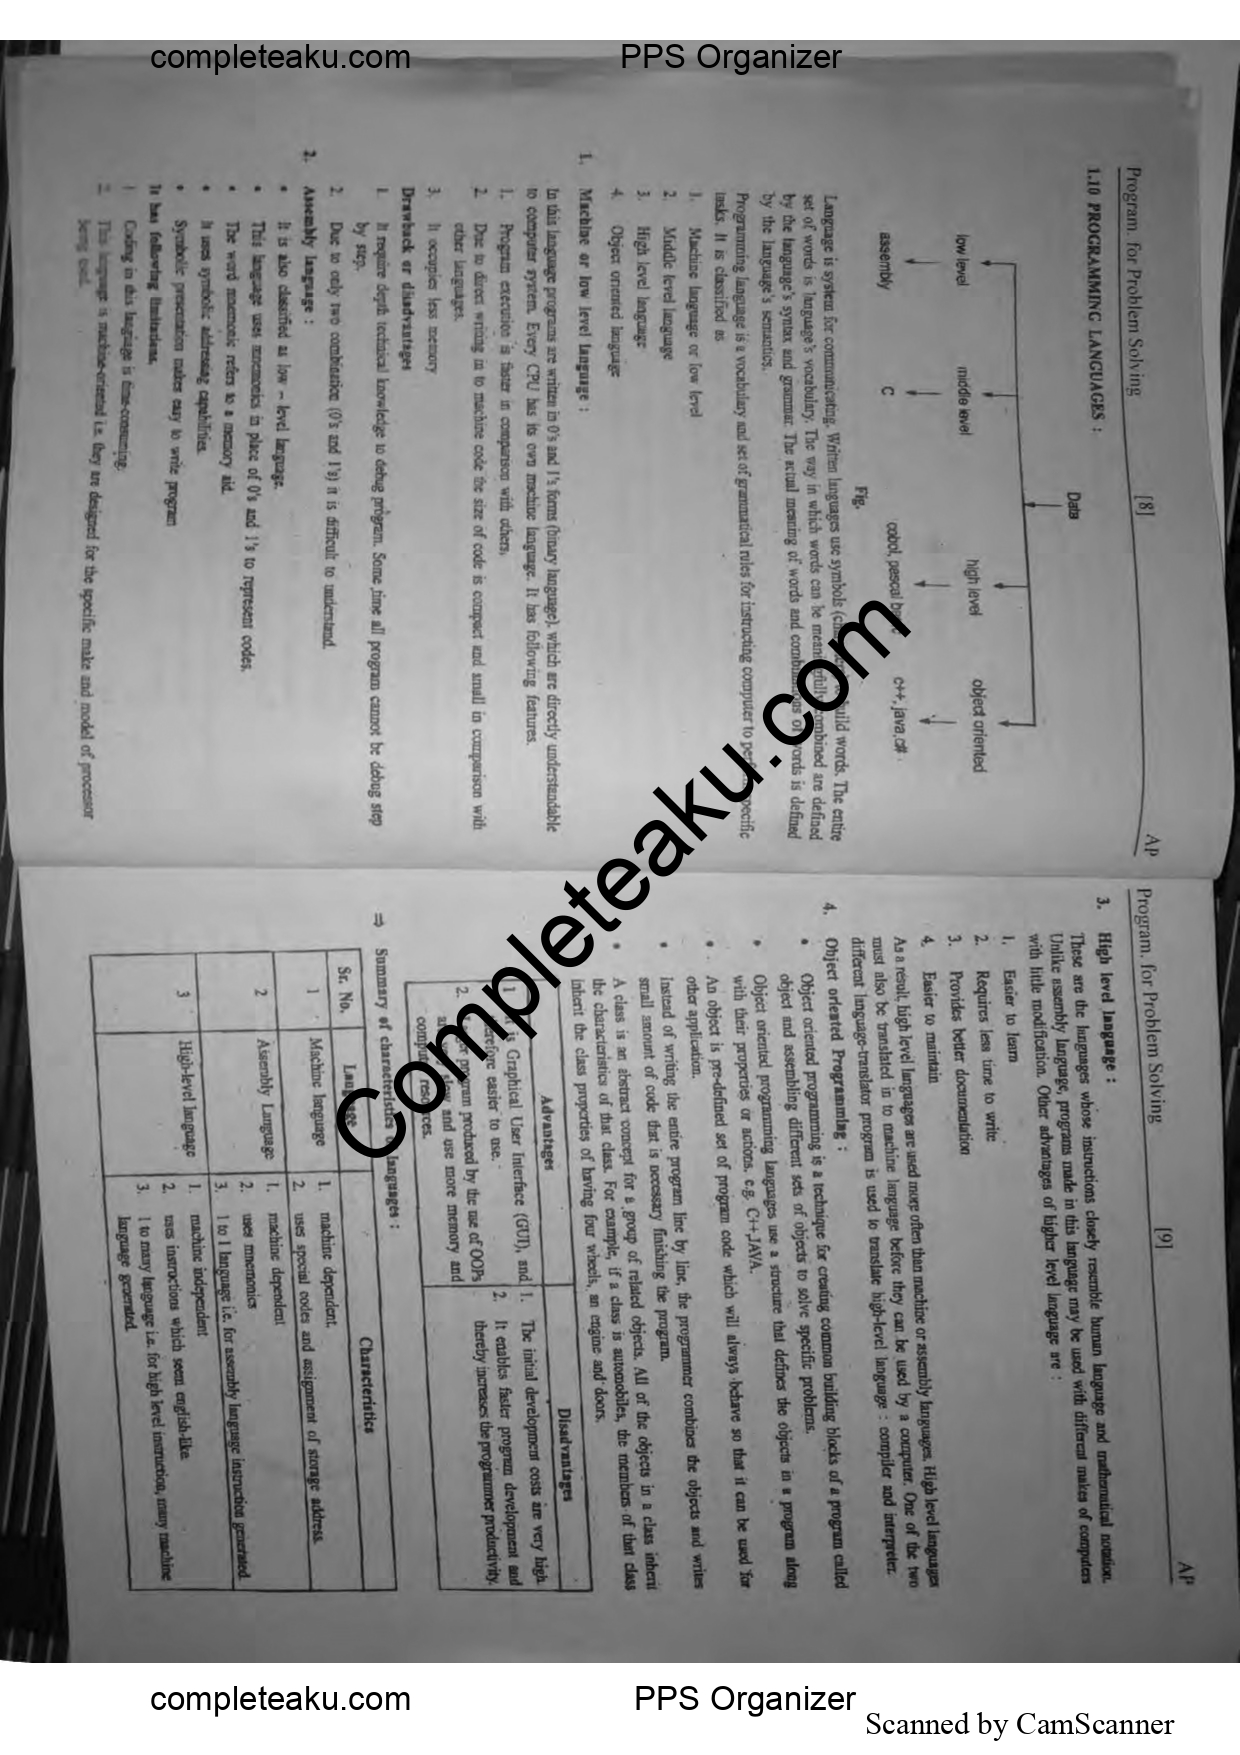 completeaku.com PPS Organizer
Program. for Problem Solving [8] AP
1.10 PROGRAMMING LANGUAGES :
Data
low level middle level high level object oriented
assembly C cobol, pescal c++, java,c#
Fig.
Language is system for communicating. Written languages use symbols build words. The entire
set of words is language's vocabulary. The way in which words can be meaningfully combined are defined
by the language's syntax and grammar. The actual meaning of words and combinations of words is defined
by the language's semantics.
Programming language is a vocabulary and set of grammatical rules for instructing computer to perform specific
tasks. It is classified as
1. Machine language or low level
2. Middle level language
3. High level language
4. Object oriented language
1. Machine or low level language :
In this language programs are written in 0's and 1's forms (binary language). which are directly understandable
to computer system. Every CPU has its own machine language. It has following features.
1. Program execution is faster in comparison with others.
2. Due to direct writing in to machine code the size of code is compact and small in comparison with
other languages.
3. It occupies less memory
Drawback or disadvantages
1. It require depth technical knowledge to debug program. Some time all program cannot be debug step
by step.
2. Due to only two combination (0's and 1's) it is difficult to understand.
2. Assembly language :
• It is also classified as low – level language.
• This language uses mnemonics in place of 0's and 1's to represent codes.
• The word mnemonic refers to a memory aid.
• It uses symbolic addressing capabilities.
• Symbolic presentation makes easy to write program
It has following limitations.
1 Coding in this language is time-consuming.
2 This language is machine-oriented i.e. they are designed for the specific make and model of processor
being used.
Program. for Problem Solving [9] AP
3. High level language :
These are the languages whose instructions closely resemble human language and mathematical notation.
Unlike assembly language, programs made in this language may be used with different makes of computers
with little modification. Other advantages of higher level language are :
1. Easier to learn
2. Requires less time to write
3. Provides better documentation
4. Easier to maintain
As a result, high level languages are used more often than machine or assembly languages. High level languages
must also be translated in to machine language before they can be used by a computer. One of the two
different language-translator program is used to translate high-level language : compiler and interpreter.
4. Object oriented Programming ;
• Object oriented programming is a technique for creating common building blocks of a program called
object and assembling different sets of objects to solve specific problems.
• Object oriented programming languages use a structure that defines the objects in a program along
with their properties or actions. e.g. C++,JAVA.
• An object is pre-defined set of program code which will always behave so that it can be used for
other application.
• Instead of writing the entire program line by line, the programmer combines the objects and writes
small amount of code that is necessary finishing the program.
• A class is an abstract concept for a group of related objects. All of the objects in a class inherit
the characteristics of that class. For example, if a class is automobiles, the members of that class
inherit the class properties of having four wheels, an engine and doors.
Advantages Disadvantages
1 is Graphical User Interface (GUI), and 1. The initial development costs are very high.
therefore easier to use. 2. It enables faster program development and
2. program produced by the use of OOPs thereby increases the programmer productivity.
slow and use more memory and
computer resources.
⇒ Summary of characteristics languages :
Sr. No. Language Characteristics
1 Machine language 1. machine dependent.
2. uses special codes and assignment of storage address.
2 Assembly Language 1. machine dependent
2. uses mnemonics
3. 1 to 1 language i.e. for assembly language instruction generated.
3 High-level language 1. machine independent
2. uses instructions which seem english-like
3. 1 to many language i.e. for high level instruction, many machine
language generated.
Completeaku.com
completeaku.com PPS Organizer
Scanned by CamScanner